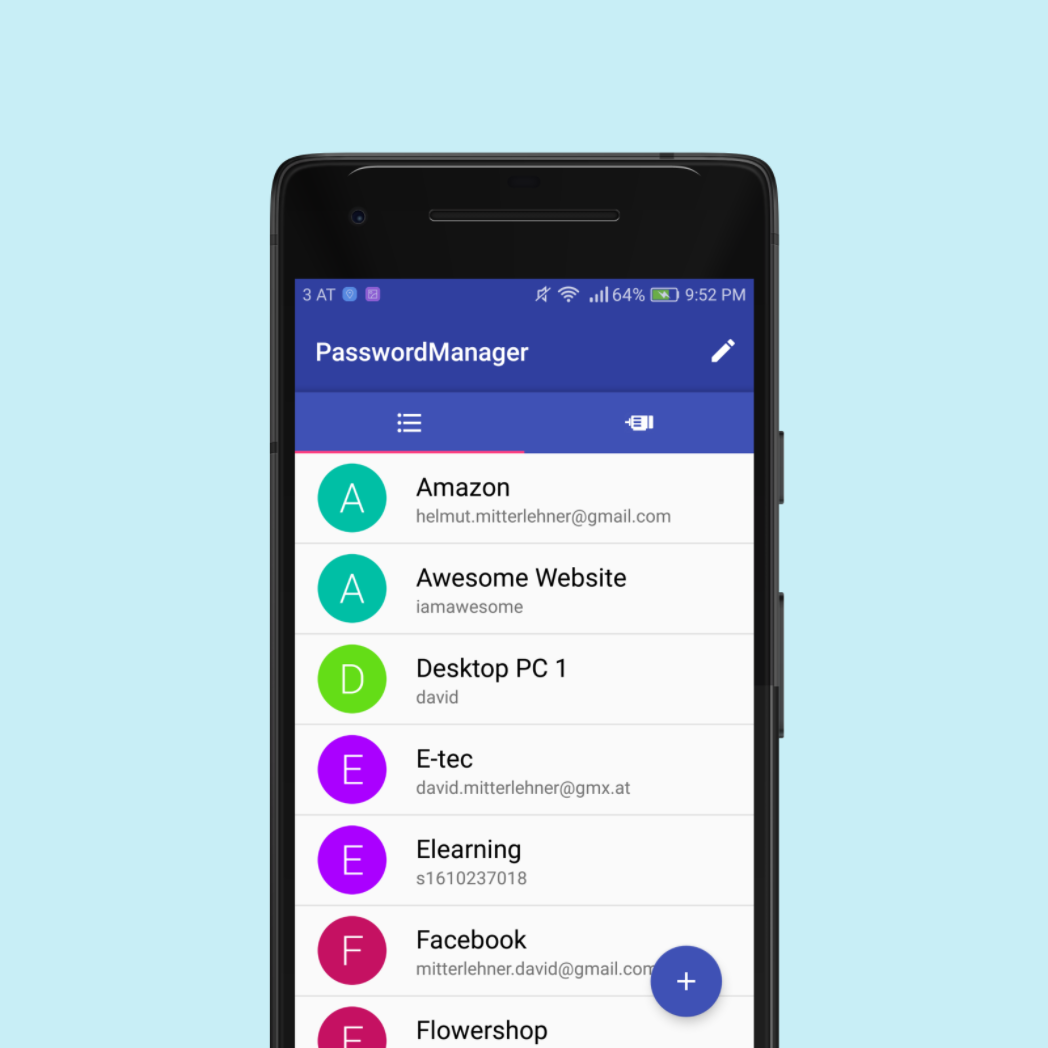 3 AT 64% 9:52 PM
PasswordManager
A
Amazon
helmut.mitterlehner@gmail.com
A
Awesome Website
iamawesome
D
Desktop PC 1
david
E
E-tec
david.mitterlehner@gmx.at
E
Elearning
s1610237018
F
Facebook
mitterlehner.david@gmail.com
+
F
Flowershop